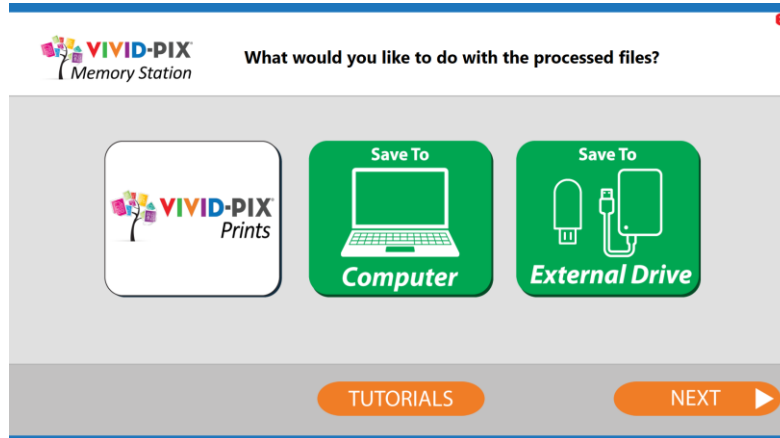 VIVID-PIX
Memory Station
What would you like to do with the processed files?
VIVID-PIX
Prints
Save To
Computer
Save To
External Drive
TUTORIALS
NEXT